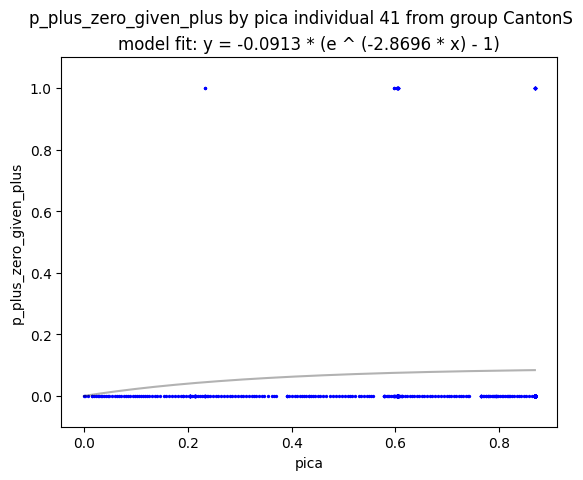 p_plus_zero_given_plus by pica individual 41 from group CantonS
model fit: y = -0.0913 * (e ^ (-2.8696 * x) - 1)
1.0
0.8
0.6
0.4
0.2
0.0
p_plus_zero_given_plus
0.0 0.2 0.4 0.6 0.8
pica